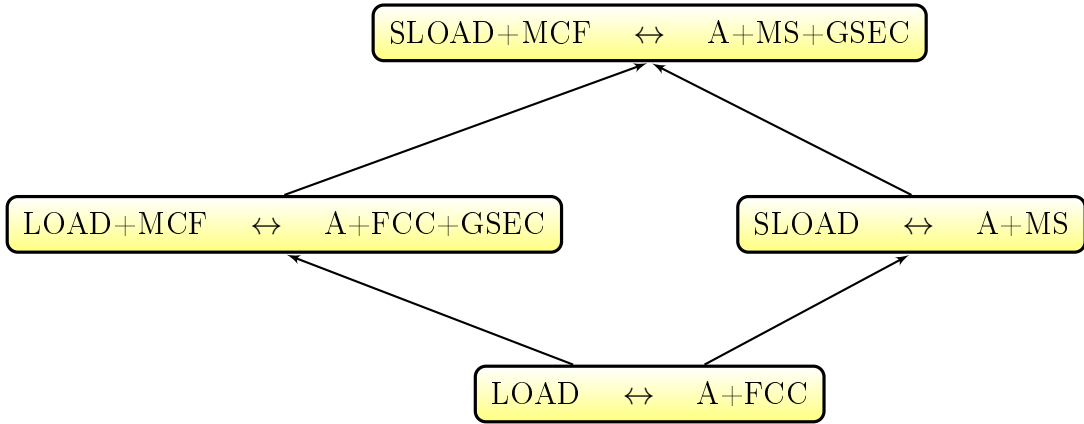 SLOAD+MCF ↔ A+MS+GSEC
LOAD+MCF ↔ A+FCC+GSEC
SLOAD ↔ A+MS
LOAD ↔ A+FCC